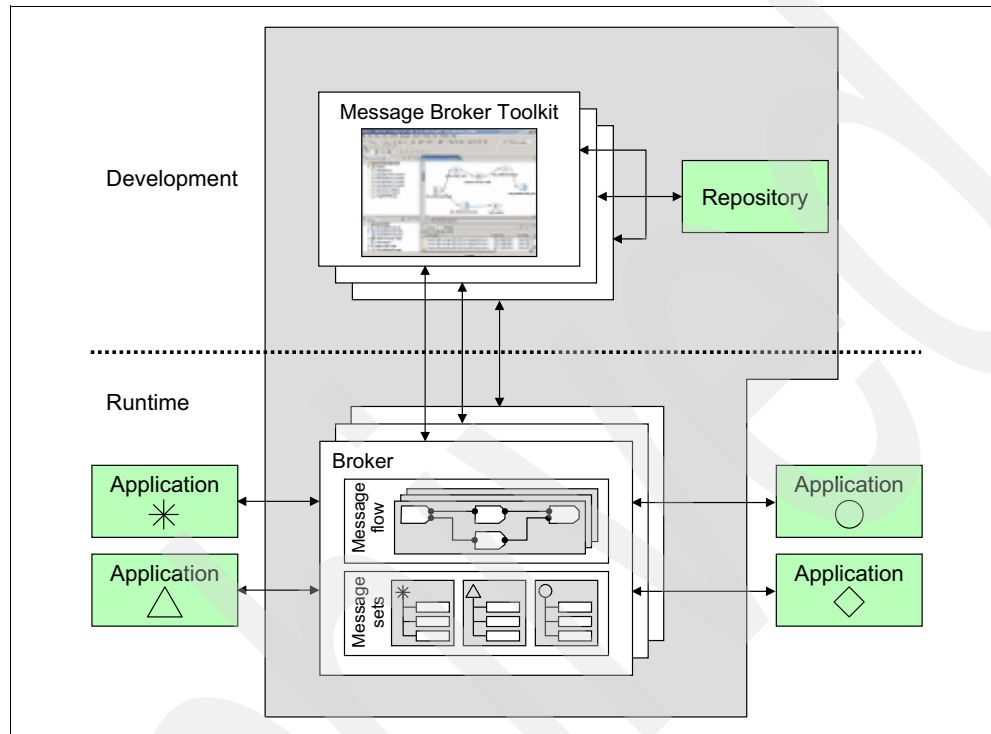 Message Broker Toolkit
Development
Repository
Runtime
Broker
Application
Application
Message
flow
Application
Application
Message
sets